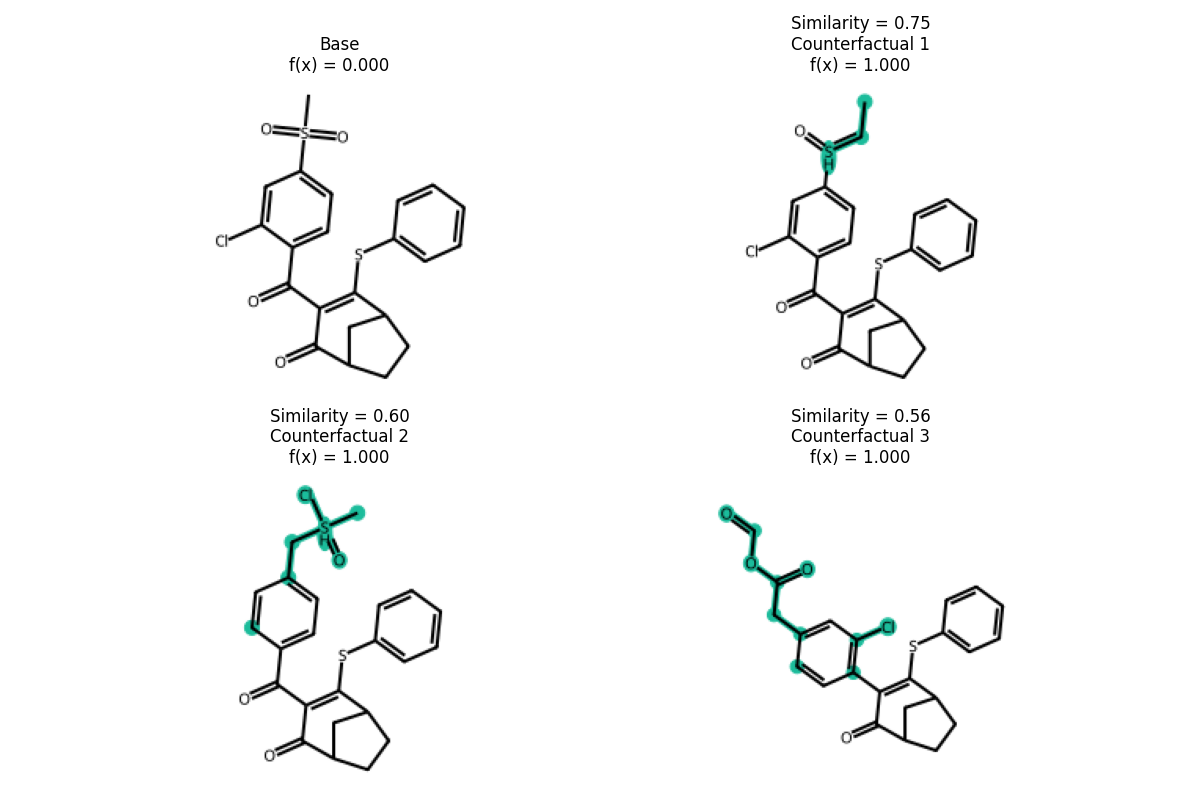 Base
f(x) = 0.000
O
S
O
Cl
S
O
O
Similarity = 0.75
Counterfactual 1
f(x) = 1.000
O
S
H
Cl
S
O
O
Similarity = 0.60
Counterfactual 2
f(x) = 1.000
Cl
S
H
O
S
O
O
Similarity = 0.56
Counterfactual 3
f(x) = 1.000
O
O
O
Cl
S
O